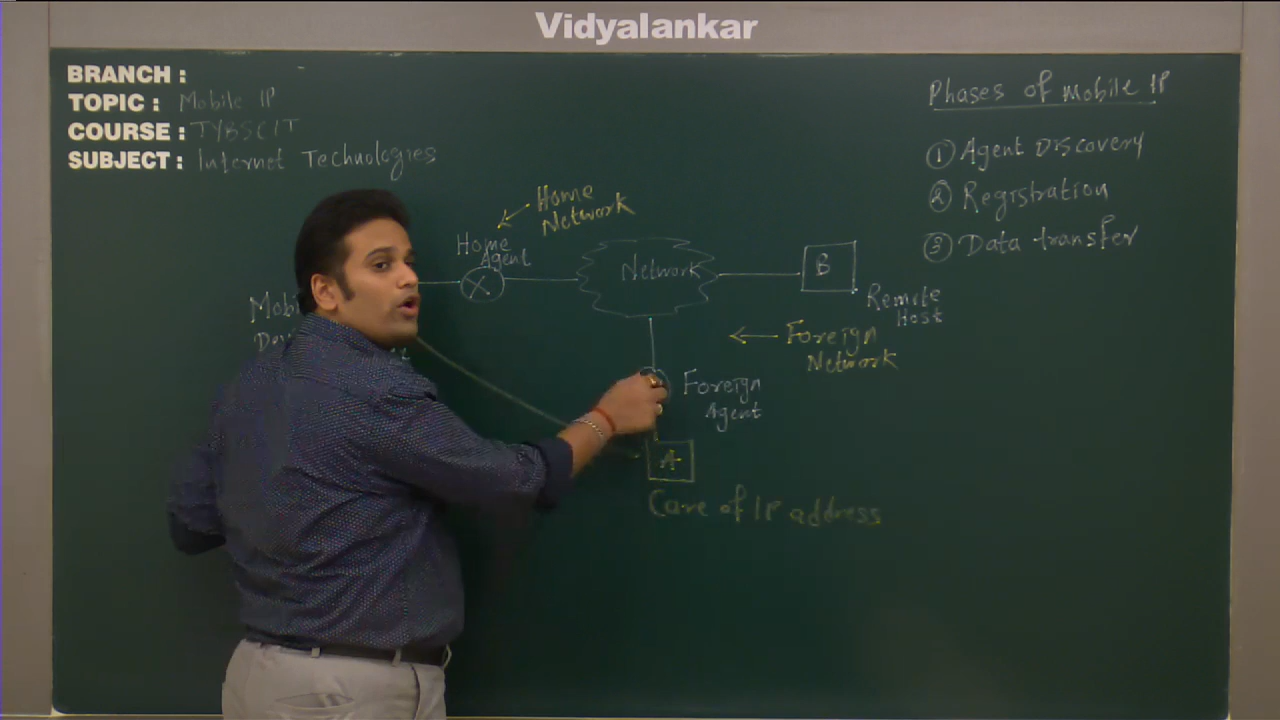 Vidyalankar
BRANCH :
TOPIC : Mobile IP
COURSE : TYBSCIT
SUBJECT : Internet Technologies
Phases of mobile IP
① Agent Discovery
② Registration
③ Data transfer
Home
Network
Home
Agent
Network
B
Remote
Host
Foreign
Network
Foreign
Agent
A
Care of IP address